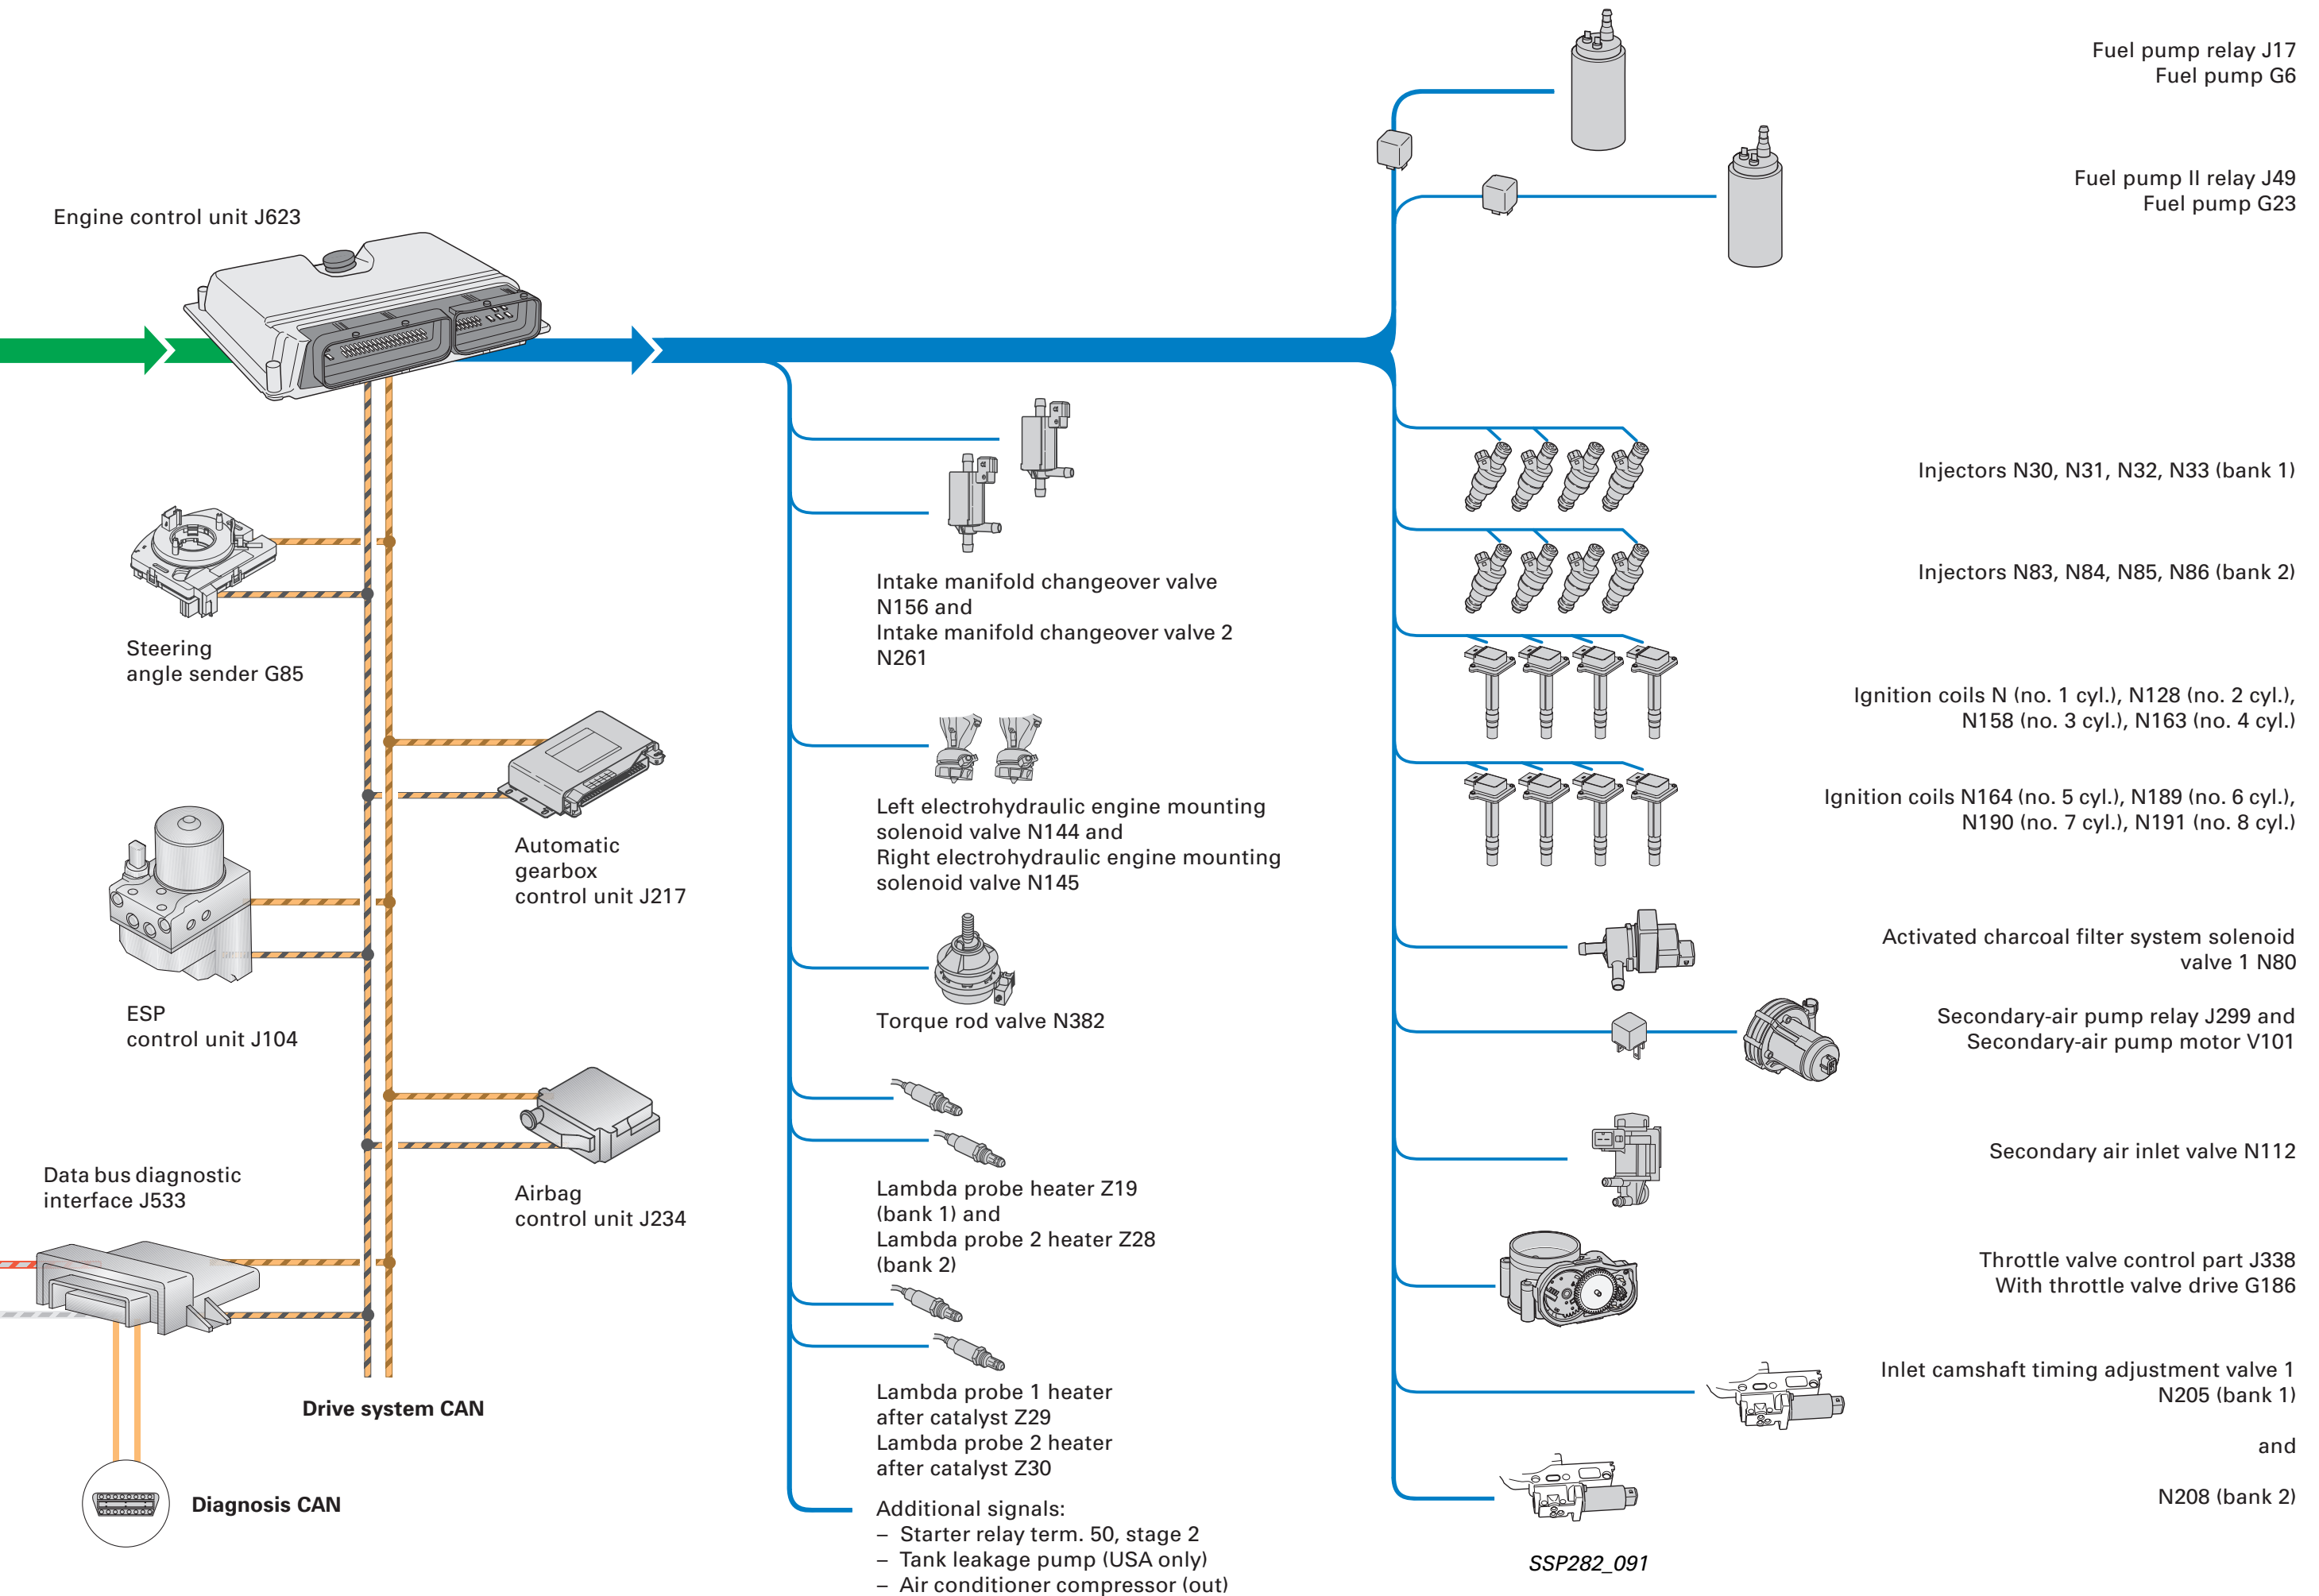 Engine control unit J623
Steering
angle sender G85
Automatic
gearbox
control unit J217
ESP
control unit J104
Airbag
control unit J234
Data bus diagnostic
interface J533
Drive system CAN
Diagnosis CAN
Intake manifold changeover valve
N156 and
Intake manifold changeover valve 2
N261
Left electrohydraulic engine mounting
solenoid valve N144 and
Right electrohydraulic engine mounting
solenoid valve N145
Torque rod valve N382
Lambda probe heater Z19
(bank 1) and
Lambda probe 2 heater Z28
(bank 2)
Lambda probe 1 heater
after catalyst Z29
Lambda probe 2 heater
after catalyst Z30
Additional signals:
– Starter relay term. 50, stage 2
– Tank leakage pump (USA only)
– Air conditioner compressor (out)
Fuel pump relay J17
Fuel pump G6
Fuel pump II relay J49
Fuel pump G23
Injectors N30, N31, N32, N33 (bank 1)
Injectors N83, N84, N85, N86 (bank 2)
Ignition coils N (no. 1 cyl.), N128 (no. 2 cyl.),
N158 (no. 3 cyl.), N163 (no. 4 cyl.)
Ignition coils N164 (no. 5 cyl.), N189 (no. 6 cyl.),
N190 (no. 7 cyl.), N191 (no. 8 cyl.)
Activated charcoal filter system solenoid
valve 1 N80
Secondary-air pump relay J299 and
Secondary-air pump motor V101
Secondary air inlet valve N112
Throttle valve control part J338
With throttle valve drive G186
Inlet camshaft timing adjustment valve 1
N205 (bank 1)
and
N208 (bank 2)
SSP282_091